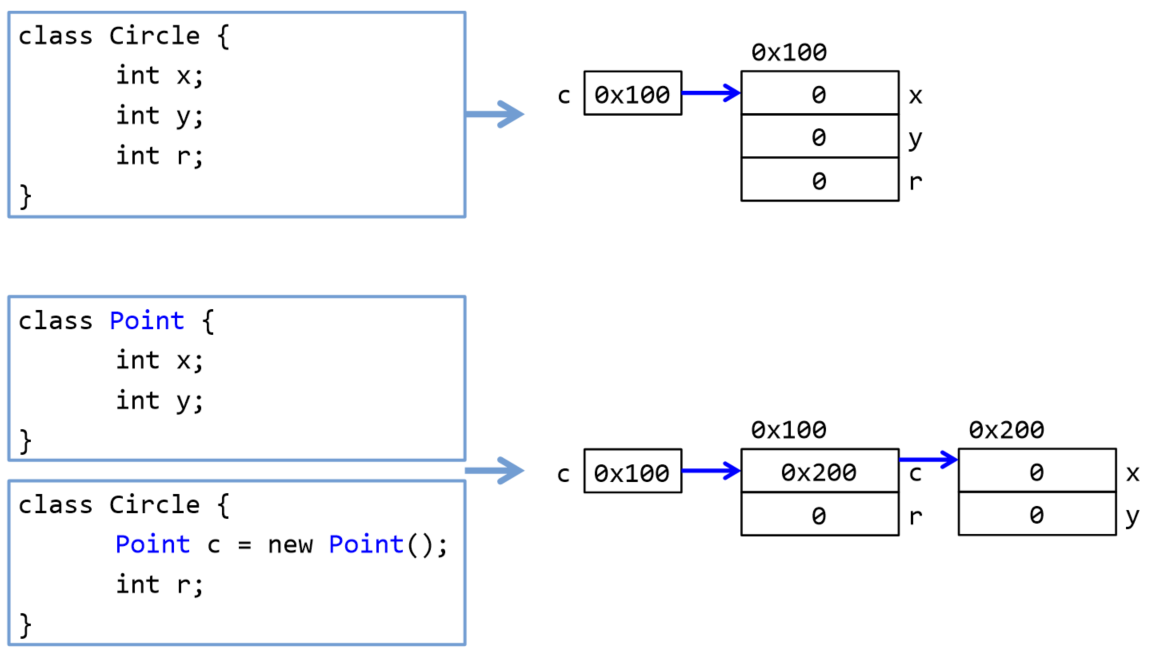 class Circle {
int x;
int y;
int r;
}
0x100
c 0x100 0 x
0 y
0 r
class Point {
int x;
int y;
}
class Circle {
Point c = new Point();
int r;
}
0x100 0x200
c 0x100 0x200 c 0 x
0 r 0 y